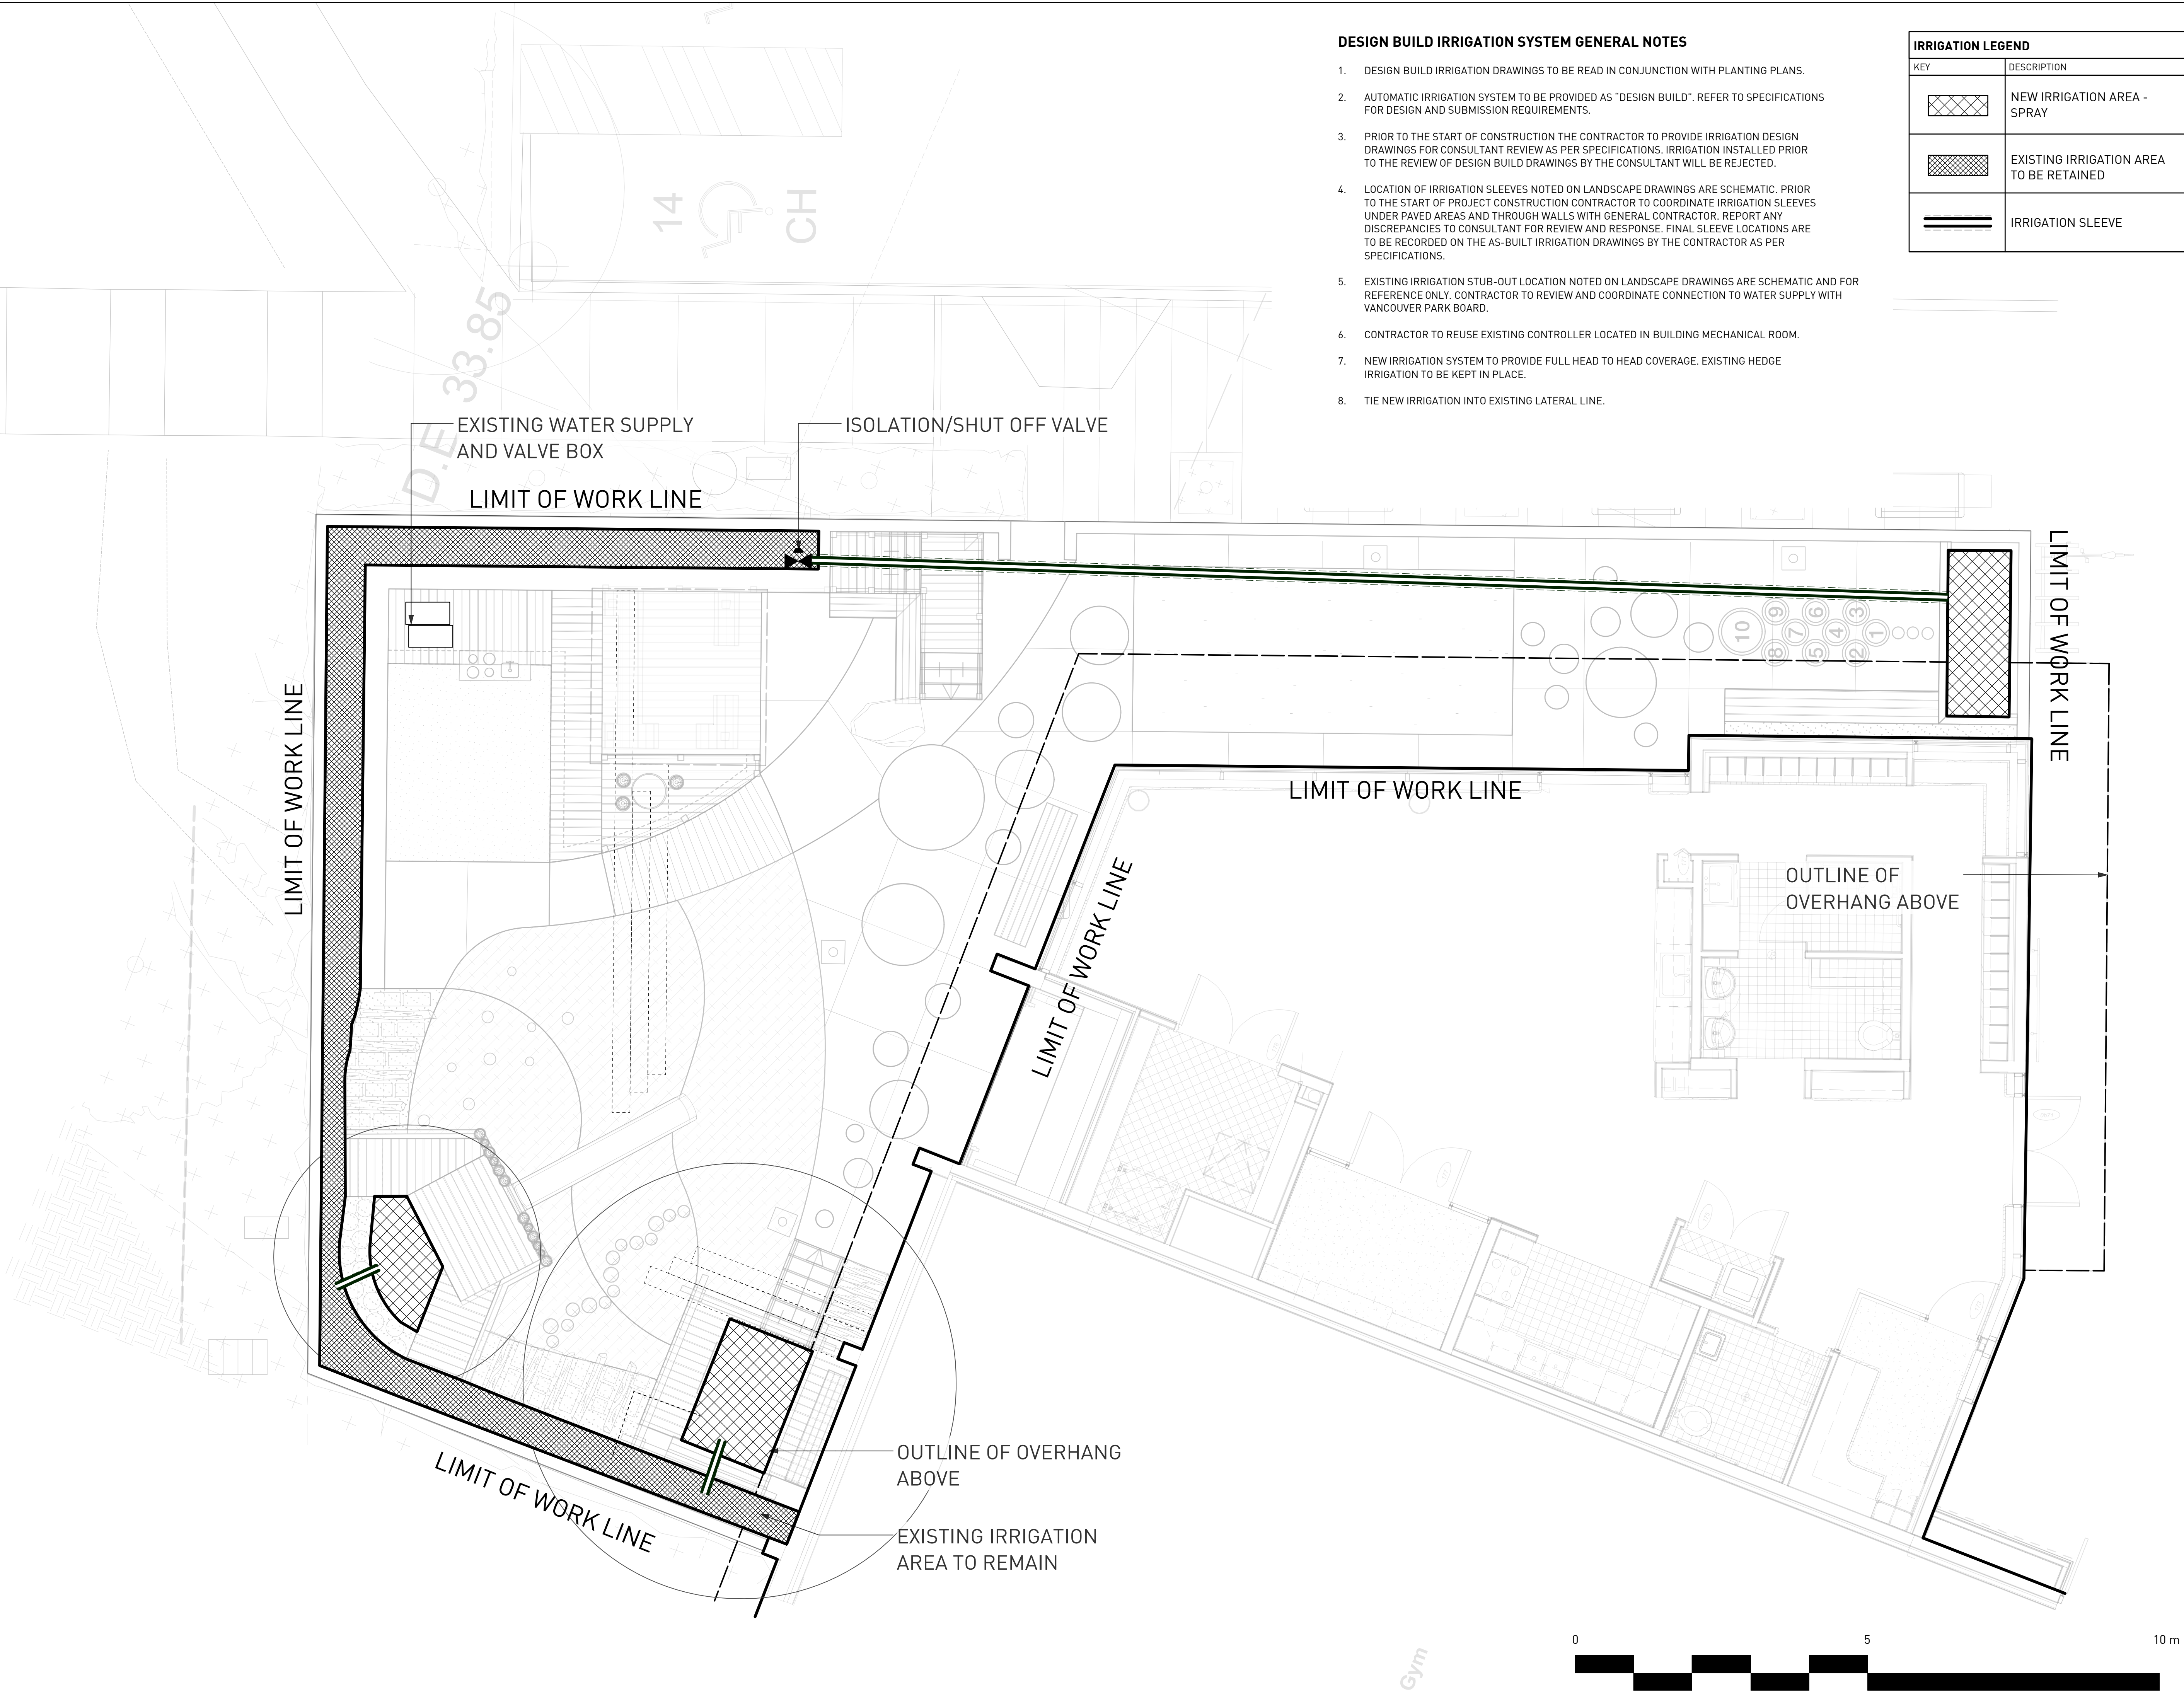 DESIGN BUILD IRRIGATION SYSTEM GENERAL NOTES
1. DESIGN BUILD IRRIGATION DRAWINGS TO BE READ IN CONJUNCTION WITH PLANTING PLANS.
2. AUTOMATIC IRRIGATION SYSTEM TO BE PROVIDED AS "DESIGN BUILD". REFER TO SPECIFICATIONS
FOR DESIGN AND SUBMISSION REQUIREMENTS.
3. PRIOR TO THE START OF CONSTRUCTION THE CONTRACTOR TO PROVIDE IRRIGATION DESIGN
DRAWINGS FOR CONSULTANT REVIEW AS PER SPECIFICATIONS. IRRIGATION INSTALLED PRIOR
TO THE REVIEW OF DESIGN BUILD DRAWINGS BY THE CONSULTANT WILL BE REJECTED.
4. LOCATION OF IRRIGATION SLEEVES NOTED ON LANDSCAPE DRAWINGS ARE SCHEMATIC. PRIOR
TO THE START OF PROJECT CONSTRUCTION CONTRACTOR TO COORDINATE IRRIGATION SLEEVES
UNDER PAVED AREAS AND THROUGH WALLS WITH GENERAL CONTRACTOR. REPORT ANY
DISCREPANCIES TO CONSULTANT FOR REVIEW AND RESPONSE. FINAL SLEEVE LOCATIONS ARE
TO BE RECORDED ON THE AS-BUILT IRRIGATION DRAWINGS BY THE CONTRACTOR AS PER
SPECIFICATIONS.
5. EXISTING IRRIGATION STUB-OUT LOCATION NOTED ON LANDSCAPE DRAWINGS ARE SCHEMATIC AND FOR
REFERENCE ONLY. CONTRACTOR TO REVIEW AND COORDINATE CONNECTION TO WATER SUPPLY WITH
VANCOUVER PARK BOARD.
6. CONTRACTOR TO REUSE EXISTING CONTROLLER LOCATED IN BUILDING MECHANICAL ROOM.
7. NEW IRRIGATION SYSTEM TO PROVIDE FULL HEAD TO HEAD COVERAGE. EXISTING HEDGE
IRRIGATION TO BE KEPT IN PLACE.
8. TIE NEW IRRIGATION INTO EXISTING LATERAL LINE.
IRRIGATION LEGEND
KEY DESCRIPTION
NEW IRRIGATION AREA -
SPRAY
EXISTING IRRIGATION AREA
TO BE RETAINED
IRRIGATION SLEEVE
14
CH
D.E 33.85
EXISTING WATER SUPPLY
AND VALVE BOX
ISOLATION/SHUT OFF VALVE
LIMIT OF WORK LINE
LIMIT OF WORK LINE
LIMIT OF WORK LINE
10
9
8
7
6
5
4
3
2
1
LIMIT OF WORK LINE
LIMIT OF WORK LINE
OUTLINE OF
OVERHANG ABOVE
OUTLINE OF OVERHANG
ABOVE
LIMIT OF WORK LINE
EXISTING IRRIGATION
AREA TO REMAIN
Gym
0 5 10 m